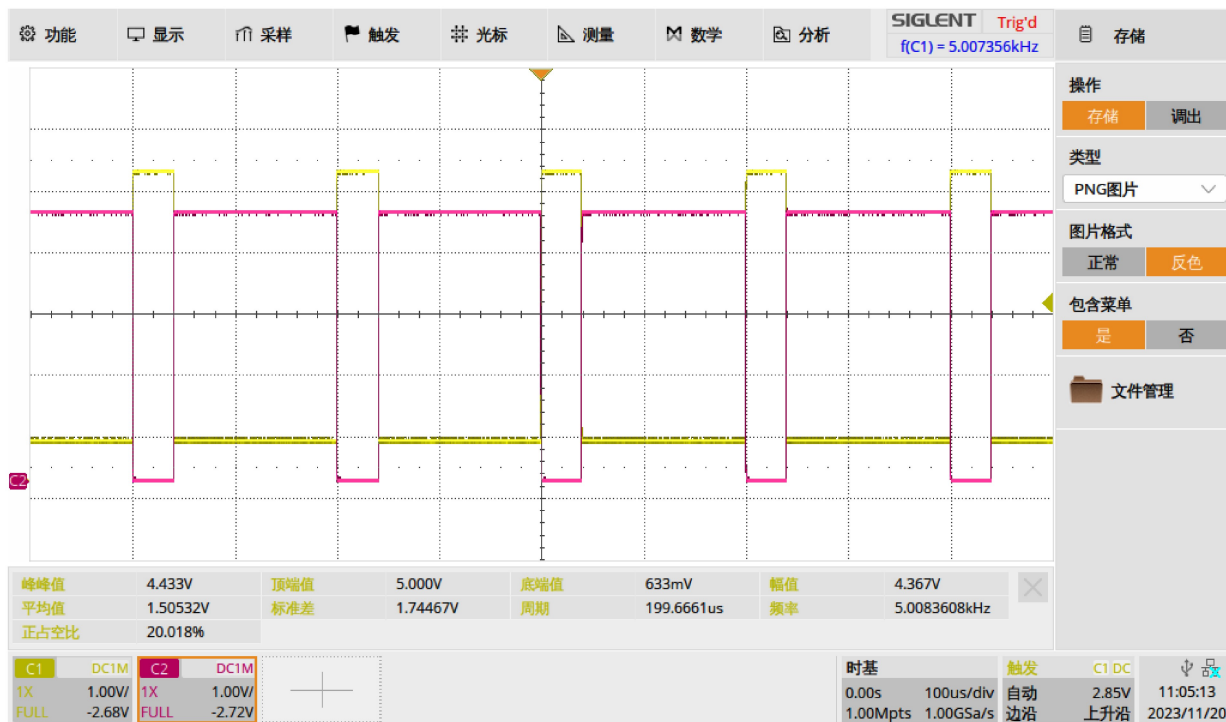 功能 显示 采样 触发 光标 测量 数学 分析 SIGLENT Trig'd 存储
f(C1) = 5.007356kHz
操作
存储 调出
类型
PNG图片
图片格式
正常 反色
包含菜单
是 否
文件管理
C2
峰峰值 4.433V 顶端值 5.000V 底端值 633mV 幅值 4.367V
平均值 1.50532V 标准差 1.74467V 周期 199.6661us 频率 5.0083608kHz
正占空比 20.018%
C1 DC1M C2 DC1M 时基 触发 C1 DC
1X 1.00V/ 1X 1.00V/ 0.00s 100us/div 自动 2.85V 11:05:13
FULL -2.68V FULL -2.72V 1.00Mpts 1.00GSa/s 边沿 上升沿 2023/11/20